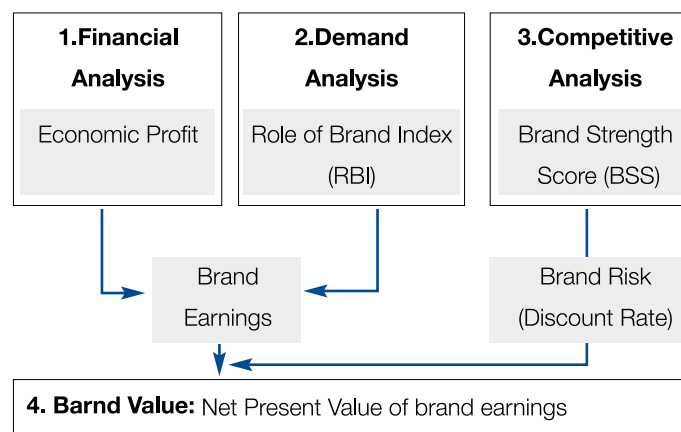 1.Financial
Analysis
Economic Profit
2.Demand
Analysis
Role of Brand Index
(RBI)
3.Competitive
Analysis
Brand Strength
Score (BSS)
Brand
Earnings
Brand Risk
(Discount Rate)
4. Barnd Value: Net Present Value of brand earnings